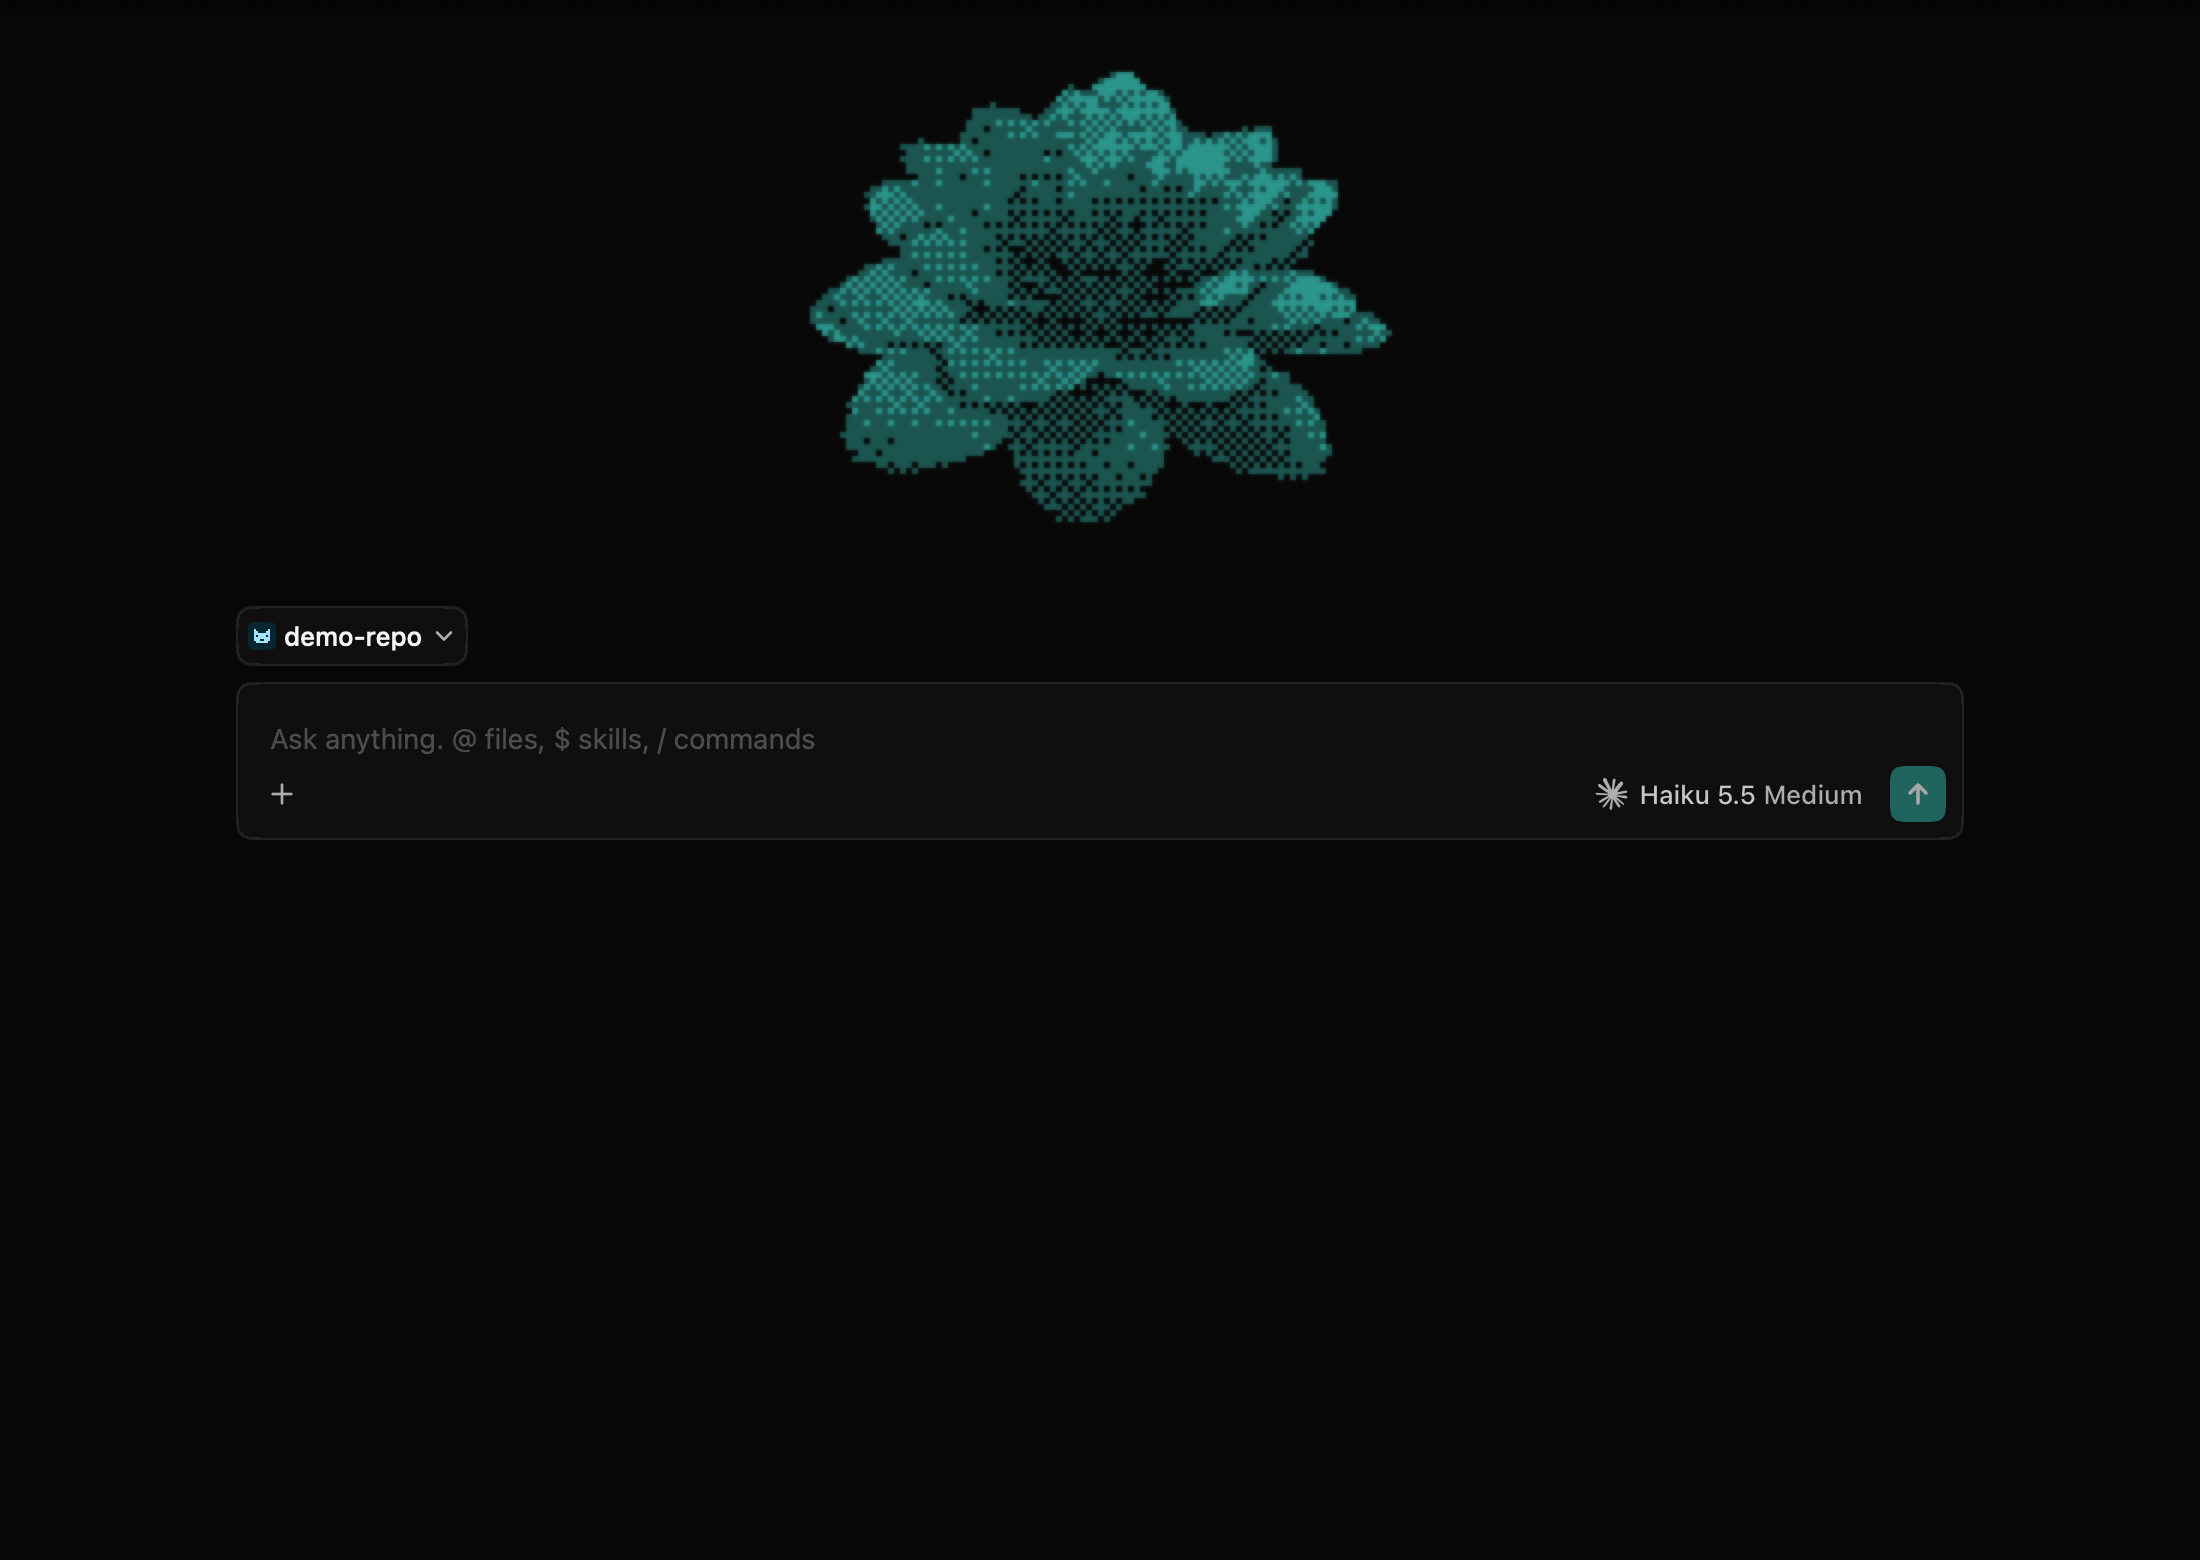 demo-repo
Ask anything. @ files, $ skills, / commands
Haiku 5.5 Medium